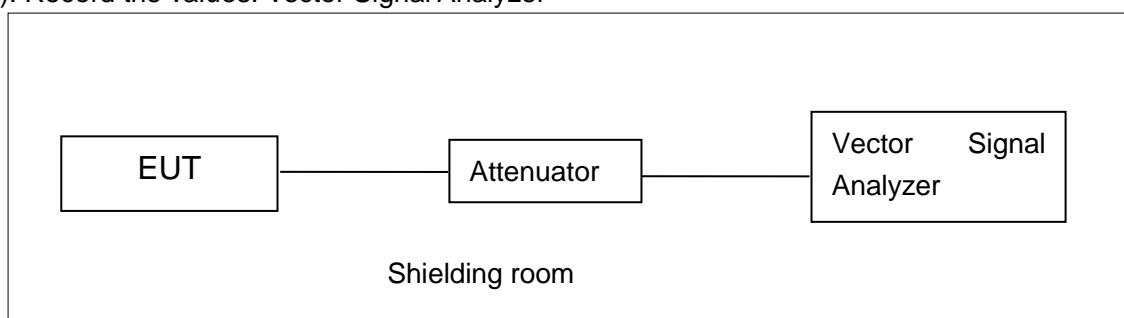 ). Record the values. Vector Signal Analyzer
EUT
Attenuator
Vector Signal
Analyzer
Shielding room